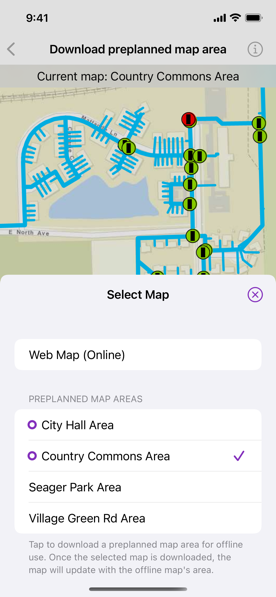 9:41
Download preplanned map area
Current map: Country Commons Area
E North Ave
Select Map
Web Map (Online)
PREPLANNED MAP AREAS
City Hall Area
Country Commons Area
Seager Park Area
Village Green Rd Area
Tap to download a preplanned map area for offline
use. Once the selected map is downloaded, the
map will update with the offline map's area.